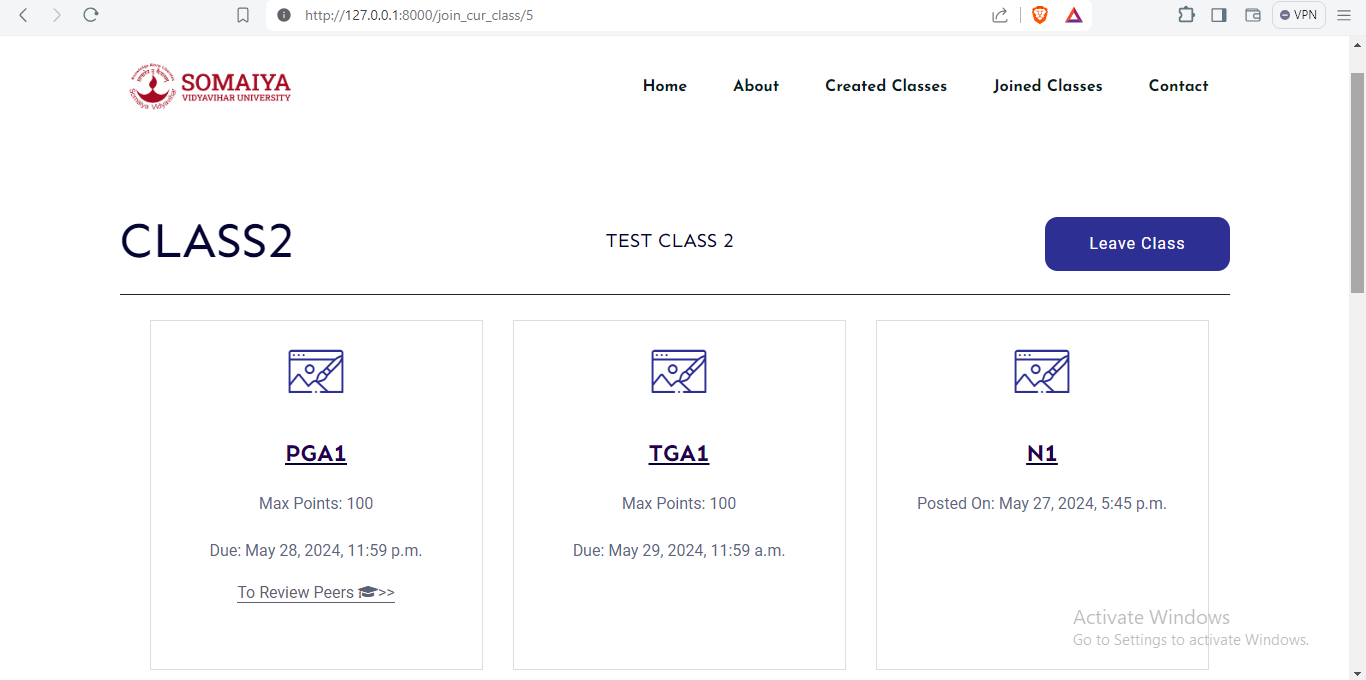 http://127.0.0.1:8000/join_cur_class/5
VPN
SOMAIYA
VIDYAVIHAR UNIVERSITY
Somaiya Vidyavihar
Home
About
Created Classes
Joined Classes
Contact
CLASS2
TEST CLASS 2
Leave Class
PGA1
Max Points: 100
Due: May 28, 2024, 11:59 p.m.
To Review Peers >>
TGA1
Max Points: 100
Due: May 29, 2024, 11:59 a.m.
N1
Posted On: May 27, 2024, 5:45 p.m.
Activate Windows
Go to Settings to activate Windows.